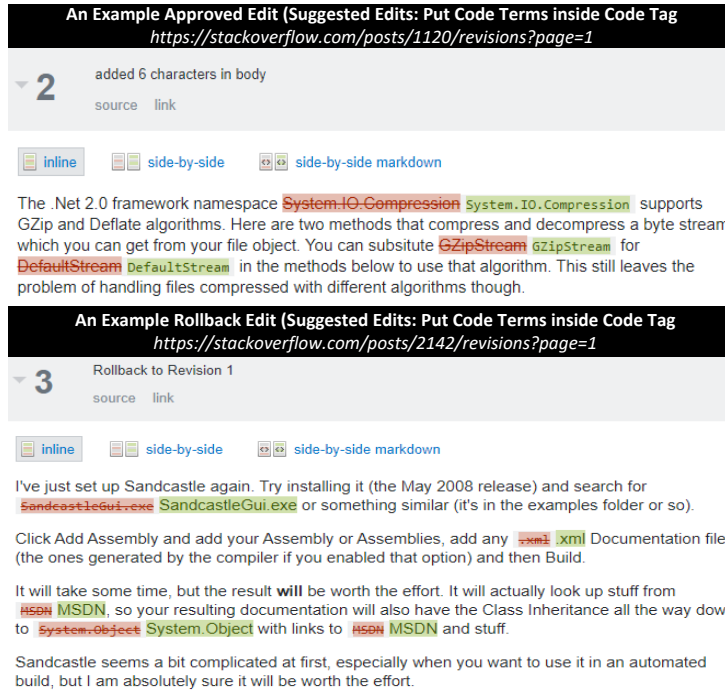 An Example Approved Edit (Suggested Edits: Put Code Terms inside Code Tag
https://stackoverflow.com/posts/1120/revisions?page=1
2
added 6 characters in body
source link
inline side-by-side side-by-side markdown
The .Net 2.0 framework namespace System.IO.Compression System.IO.Compression supports
GZip and Deflate algorithms. Here are two methods that compress and decompress a byte stream
which you can get from your file object. You can subsitute GZipStream GZipStream for
DefaultStream DefaultStream in the methods below to use that algorithm. This still leaves the
problem of handling files compressed with different algorithms though.
An Example Rollback Edit (Suggested Edits: Put Code Terms inside Code Tag
https://stackoverflow.com/posts/2142/revisions?page=1
3
Rollback to Revision 1
source link
inline side-by-side side-by-side markdown
I've just set up Sandcastle again. Try installing it (the May 2008 release) and search for
SandcastleGui.exe SandcastleGui.exe or something similar (it's in the examples folder or so).
Click Add Assembly and add your Assembly or Assemblies, add any .xml .xml Documentation file
(the ones generated by the compiler if you enabled that option) and then Build.
It will take some time, but the result will be worth the effort. It will actually look up stuff from
MSDN MSDN, so your resulting documentation will also have the Class Inheritance all the way dow
to System.Object System.Object with links to MSDN MSDN and stuff.
Sandcastle seems a bit complicated at first, especially when you want to use it in an automated
build, but I am absolutely sure it will be worth the effort.